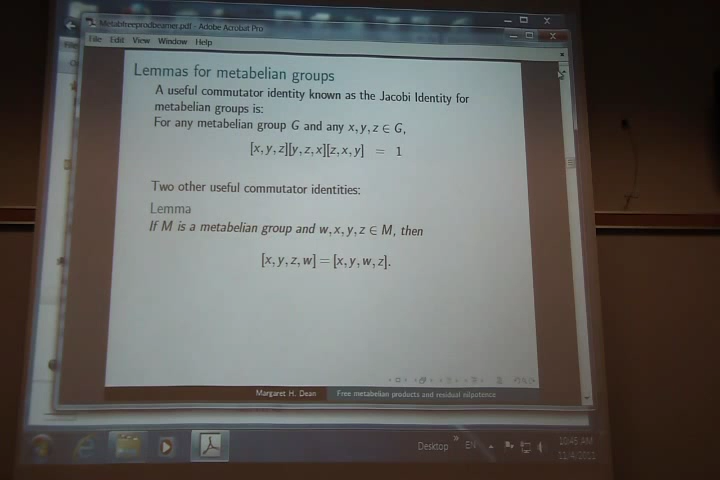 Metabfreeprodbeamer.pdf - Adobe Acrobat Pro
File Edit View Window Help
Lemmas for metabelian groups
A useful commutator identity known as the Jacobi Identity for
metabelian groups is:
For any metabelian group G and any x, y, z ∈ G,
[x, y, z][y, z, x][z, x, y] = 1
Two other useful commutator identities:
Lemma
If M is a metabelian group and w, x, y, z ∈ M, then
[x, y, z, w] = [x, y, w, z].
Margaret H. Dean Free metabelian products and residual nilpotence
Desktop EN 10:45 AM